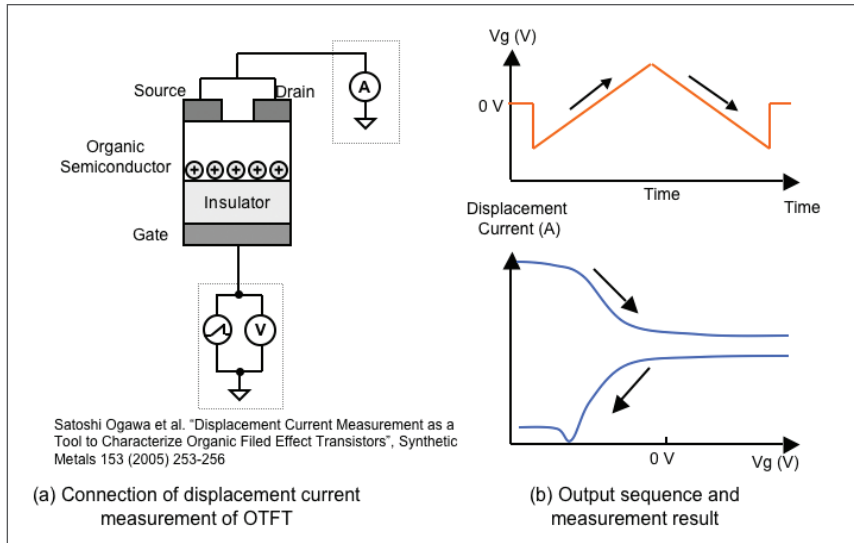 Source
Drain
A
Organic
Semiconductor
+ + + + +
Insulator
Gate
V
Satoshi Ogawa et al. “Displacement Current Measurement as a
Tool to Characterize Organic Filed Effect Transistors”, Synthetic
Metals 153 (2005) 253-256
(a) Connection of displacement current
measurement of OTFT
Vg (V)
0 V
Time
Time
Displacement
Current (A)
0 V
Vg (V)
(b) Output sequence and
measurement result